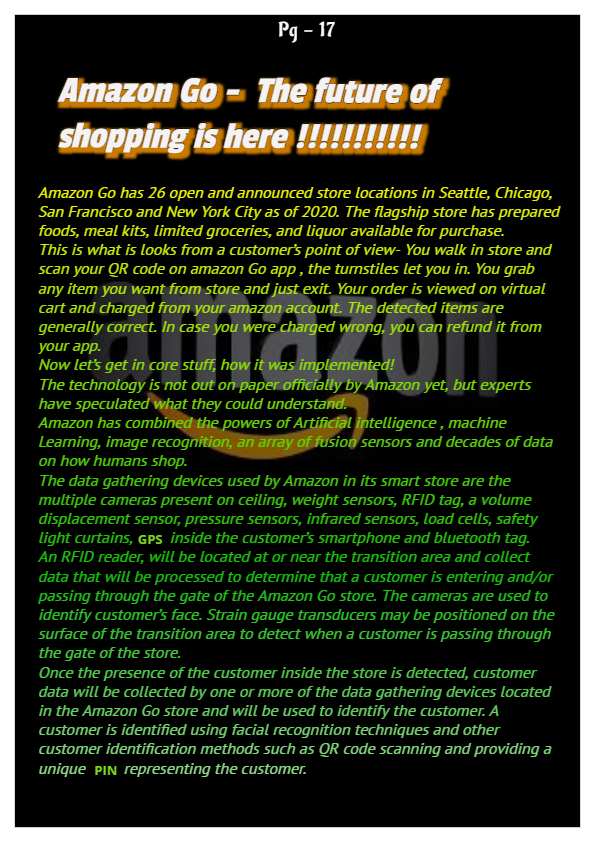 Pg – 17
Amazon Go – The future of
shopping is here !!!!!!!!!!!
Amazon Go has 26 open and announced store locations in Seattle, Chicago,
San Francisco and New York City as of 2020. The flagship store has prepared
foods, meal kits, limited groceries, and liquor available for purchase.
This is what is looks from a customer's point of view- You walk in store and
scan your QR code on amazon Go app , the turnstiles let you in. You grab
any item you want from store and just exit. Your order is viewed on virtual
cart and charged from your amazon account. The detected items are
generally correct. In case you were charged wrong, you can refund it from
your app.
Now let's get in core stuff, how it was implemented!
The technology is not out on paper officially by Amazon yet, but experts
have speculated what they could understand.
Amazon has combined the powers of Artificial intelligence , machine
Learning, image recognition, an array of fusion sensors and decades of data
on how humans shop.
The data gathering devices used by Amazon in its smart store are the
multiple cameras present on ceiling, weight sensors, RFID tag, a volume
displacement sensor, pressure sensors, infrared sensors, load cells, safety
light curtains, GPS inside the customer's smartphone and bluetooth tag.
An RFID reader, will be located at or near the transition area and collect
data that will be processed to determine that a customer is entering and/or
passing through the gate of the Amazon Go store. The cameras are used to
identify customer's face. Strain gauge transducers may be positioned on the
surface of the transition area to detect when a customer is passing through
the gate of the store.
Once the presence of the customer inside the store is detected, customer
data will be collected by one or more of the data gathering devices located
in the Amazon Go store and will be used to identify the customer. A
customer is identified using facial recognition techniques and other
customer identification methods such as QR code scanning and providing a
unique PIN representing the customer.
amazon